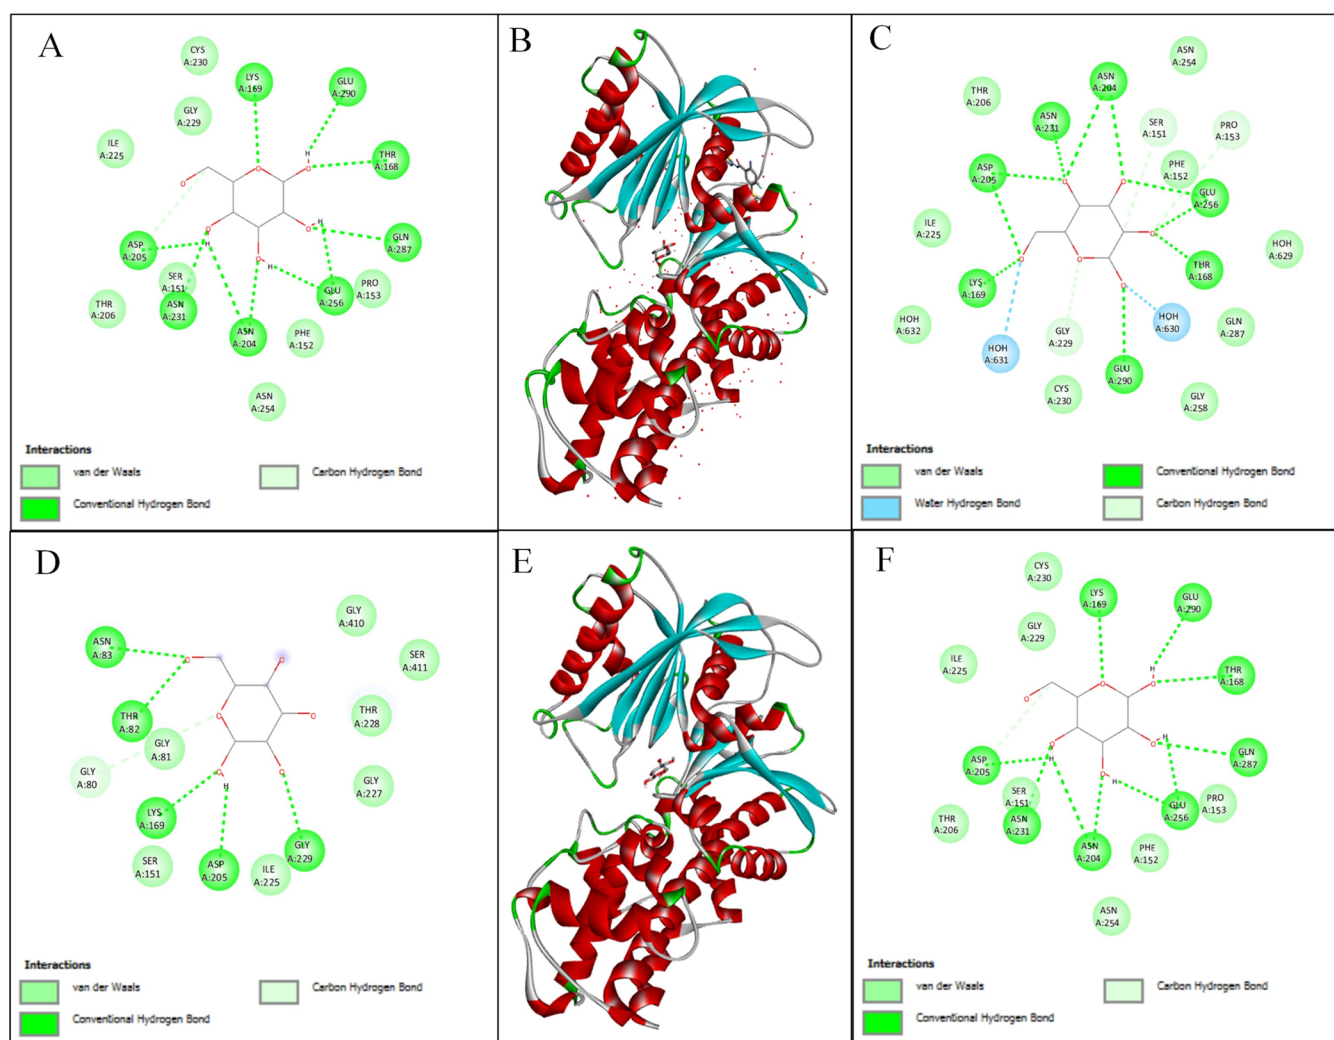 A
CYS
A:230
LYS
A:169
GLU
A:290
GLY
A:229
ILE
A:225
THR
A:168
H
O
O
O
ASP
A:205
O
H
O
H
O
H
GLN
A:287
SER
A:151
ASN
A:231
THR
A:206
GLU
A:256
PRO
A:153
ASN
A:204
PHE
A:152
ASN
A:254
Interactions
van der Waals
Conventional Hydrogen Bond
Carbon Hydrogen Bond
B
C
ASN
A:254
ASN
A:204
THR
A:206
ASN
A:231
SER
A:151
PRO
A:153
ASP
A:205
PHE
A:152
GLU
A:256
O
O
O
ILE
A:225
O
O
O
HOH
A:629
THR
A:168
LYS
A:169
HOH
A:632
HOH
A:631
GLY
A:229
HOH
A:630
GLN
A:287
GLU
A:290
CYS
A:230
GLY
A:258
Interactions
van der Waals
Water Hydrogen Bond
Conventional Hydrogen Bond
Carbon Hydrogen Bond
D
GLY
A:410
ASN
A:83
SER
A:411
O
O
THR
A:82
GLY
A:81
O
O
THR
A:228
GLY
A:80
O
H
O
GLY
A:227
LYS
A:169
SER
A:151
ASP
A:205
ILE
A:225
GLY
A:229
Interactions
van der Waals
Conventional Hydrogen Bond
Carbon Hydrogen Bond
E
F
CYS
A:230
LYS
A:169
GLU
A:290
GLY
A:229
ILE
A:225
THR
A:168
H
O
O
O
ASP
A:205
O
H
O
H
O
H
GLN
A:287
SER
A:151
ASN
A:231
THR
A:206
GLU
A:256
PRO
A:153
ASN
A:204
PHE
A:152
ASN
A:254
Interactions
van der Waals
Conventional Hydrogen Bond
Carbon Hydrogen Bond